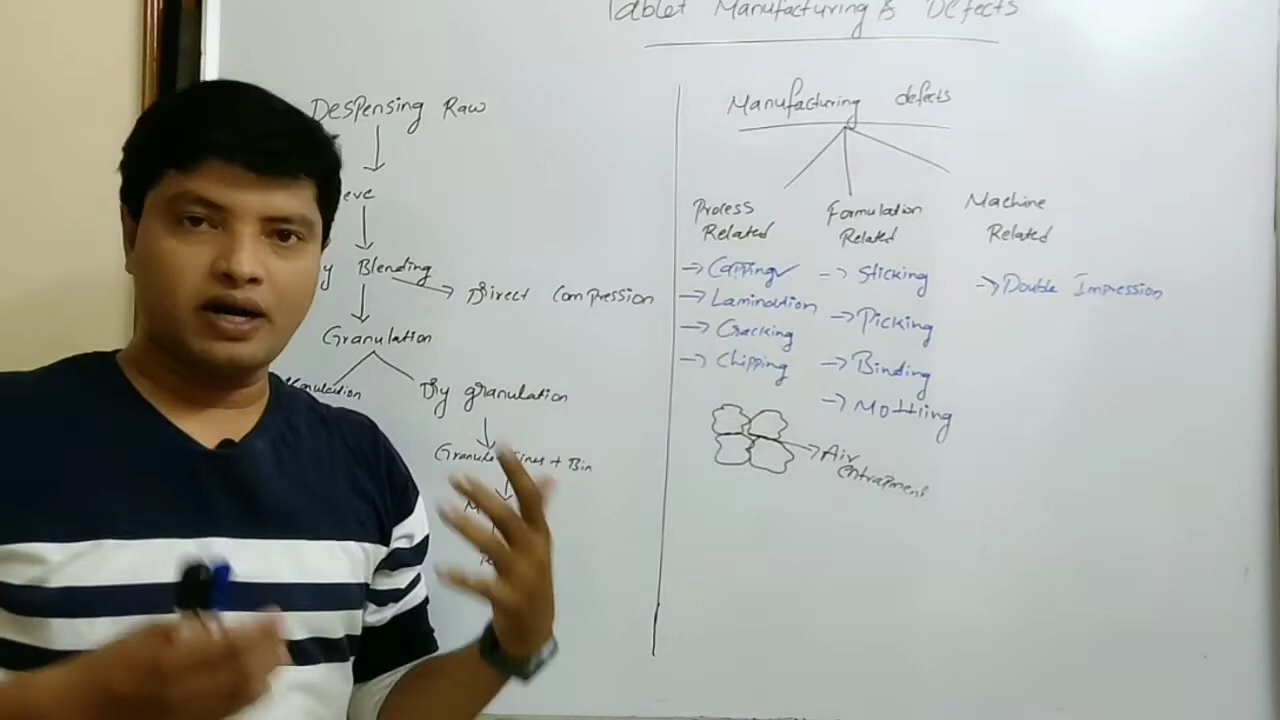 Tablet Manufacturing & Defects
Despensing Raw
eve
y Blending
Direct Compression
Granulation
Dry granulation
+ Bin
Manufacturing defects
Process
Related
Capping
Lamination
Cracking
Chipping
Formulation
Related
Sticking
Picking
Binding
Mottling
Machine
Related
Double Impression
Air
entrapment